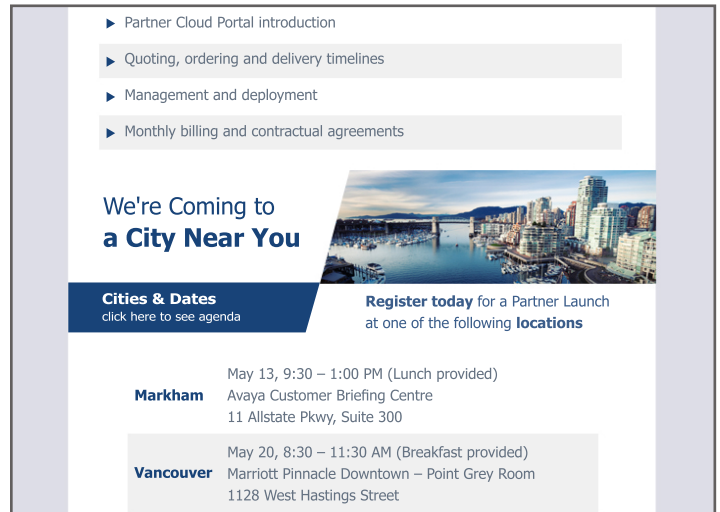 Partner Cloud Portal introduction
Quoting, ordering and delivery timelines
Management and deployment
Monthly billing and contractual agreements
We're Coming to
a City Near You
Cities & Dates
click here to see agenda
Register today for a Partner Launch
at one of the following locations
Markham
May 13, 9:30 – 1:00 PM (Lunch provided)
Avaya Customer Briefing Centre
11 Allstate Pkwy, Suite 300
Vancouver
May 20, 8:30 – 11:30 AM (Breakfast provided)
Marriott Pinnacle Downtown – Point Grey Room
1128 West Hastings Street